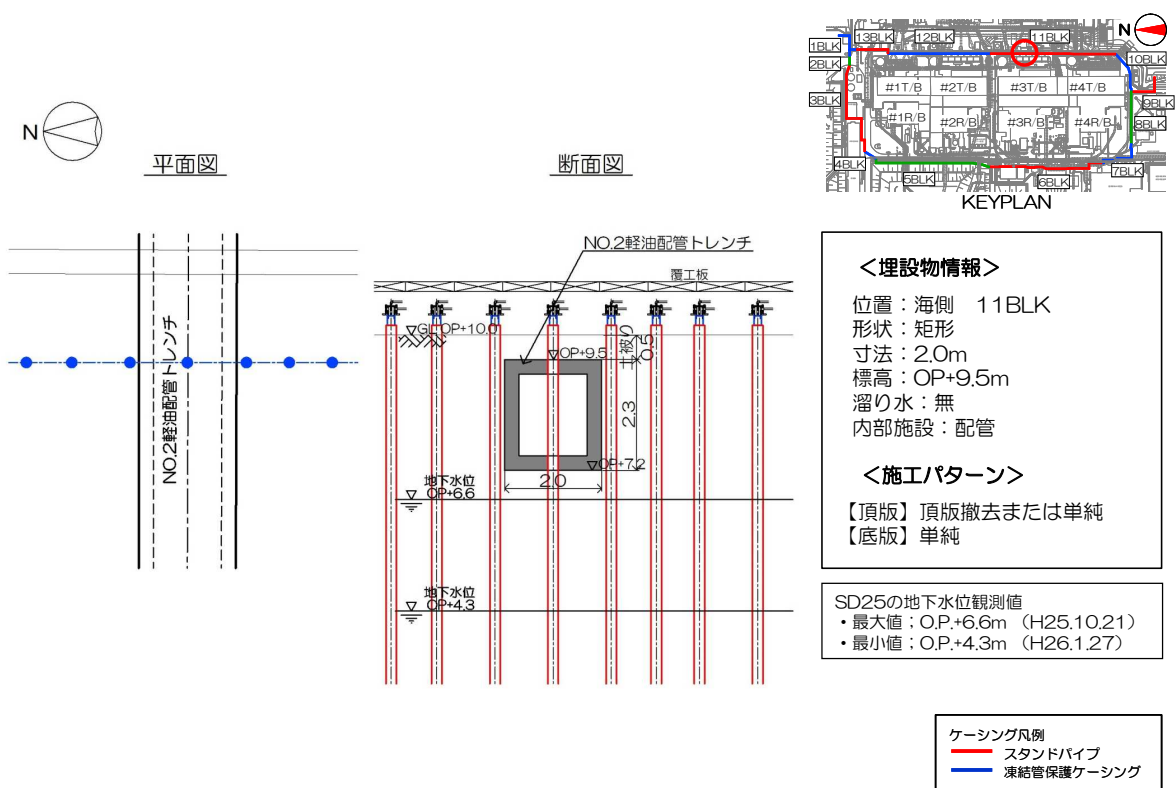 N
平面図
断面図
NO.2軽油配管トレンチ
NO.2軽油配管トレンチ
覆工板
GL OP+10.0
OP+9.5
土被り
0.5
2.3
OP+7.2
2.0
地下水位
OP+6.6
地下水位
OP+4.3
N
1BLK
13BLK
12BLK
11BLK
10BLK
2BLK
3BLK
#1T/B
#2T/B
#3T/B
#4T/B
9BLK
#1R/B
#2R/B
#3R/B
#4R/B
8BLK
4BLK
5BLK
6BLK
7BLK
KEYPLAN
<埋設物情報>
位置:海側 11BLK
形状:矩形
寸法:2.0m
標高:OP+9.5m
溜り水:無
内部施設:配管
<施工パターン>
【頂版】頂版撤去または単純
【底版】単純
SD25の地下水位観測値
・最大値;O.P.+6.6m (H25.10.21)
・最小値;O.P.+4.3m (H26.1.27)
ケーシング凡例
スタンドパイプ
凍結管保護ケーシング